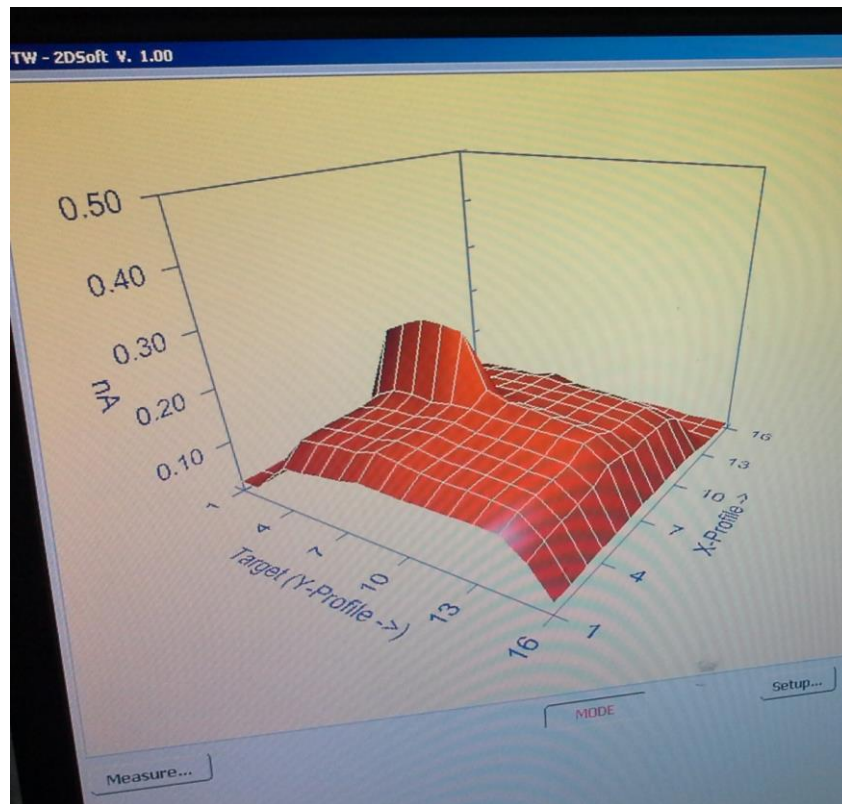 TW - 2DSoft V. 1.00
0.50
0.40
0.30
0.20
0.10
nA
1
4
7
10
13
16
Target (Y-Profile ->)
16
13
10
7
4
1
X-Profile ->
MODE
Setup...
Measure...